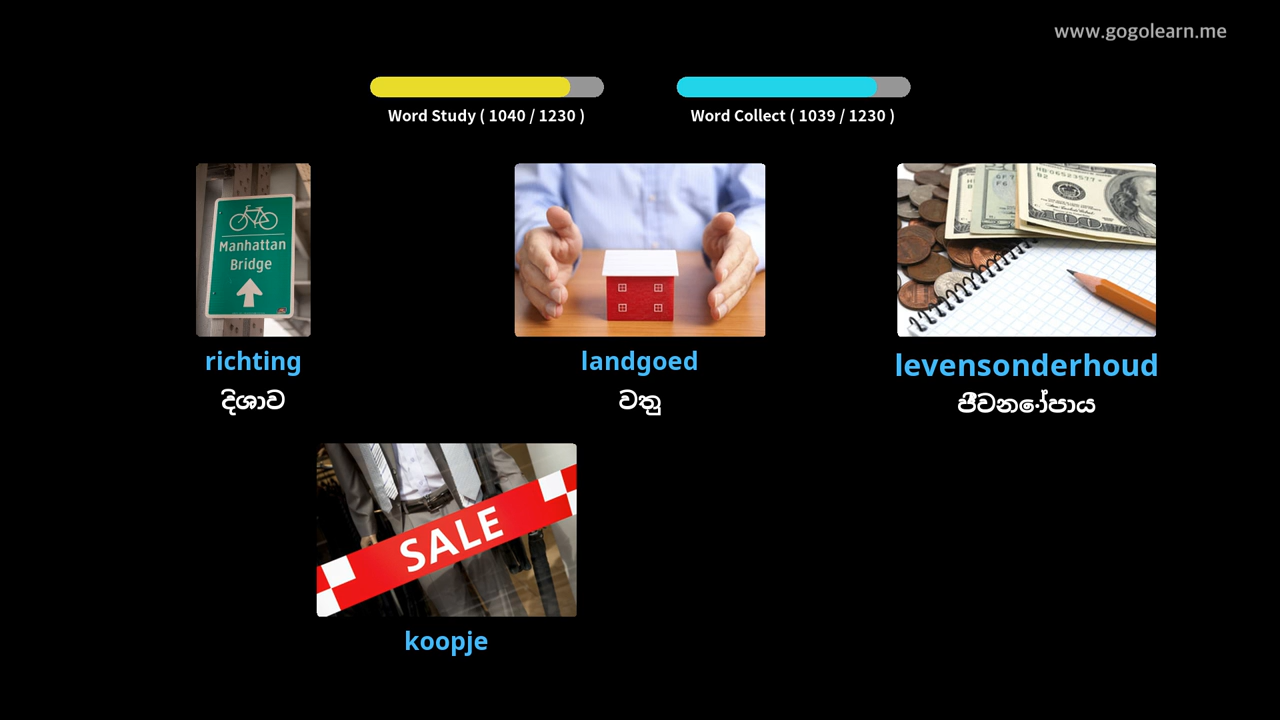 www.gogolearn.me
Word Study ( 1040 / 1230 )
Word Collect ( 1039 / 1230 )
Manhattan
Bridge
richting
දිශාව
landgoed
වතු
levensonderhoud
ජීවනෝපාය
SALE
koopje